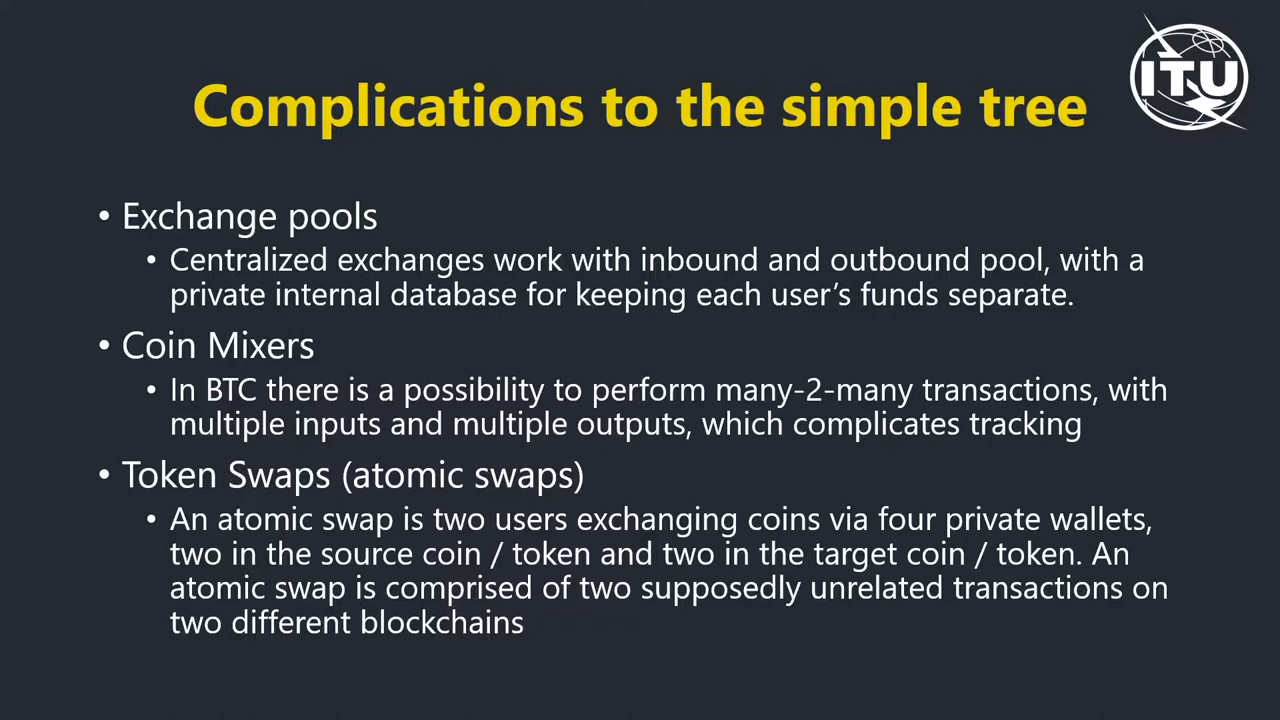 ITU
Complications to the simple tree
• Exchange pools
• Centralized exchanges work with inbound and outbound pool, with a
private internal database for keeping each user’s funds separate.
• Coin Mixers
• In BTC there is a possibility to perform many-2-many transactions, with
multiple inputs and multiple outputs, which complicates tracking
• Token Swaps (atomic swaps)
• An atomic swap is two users exchanging coins via four private wallets,
two in the source coin / token and two in the target coin / token. An
atomic swap is comprised of two supposedly unrelated transactions on
two different blockchains